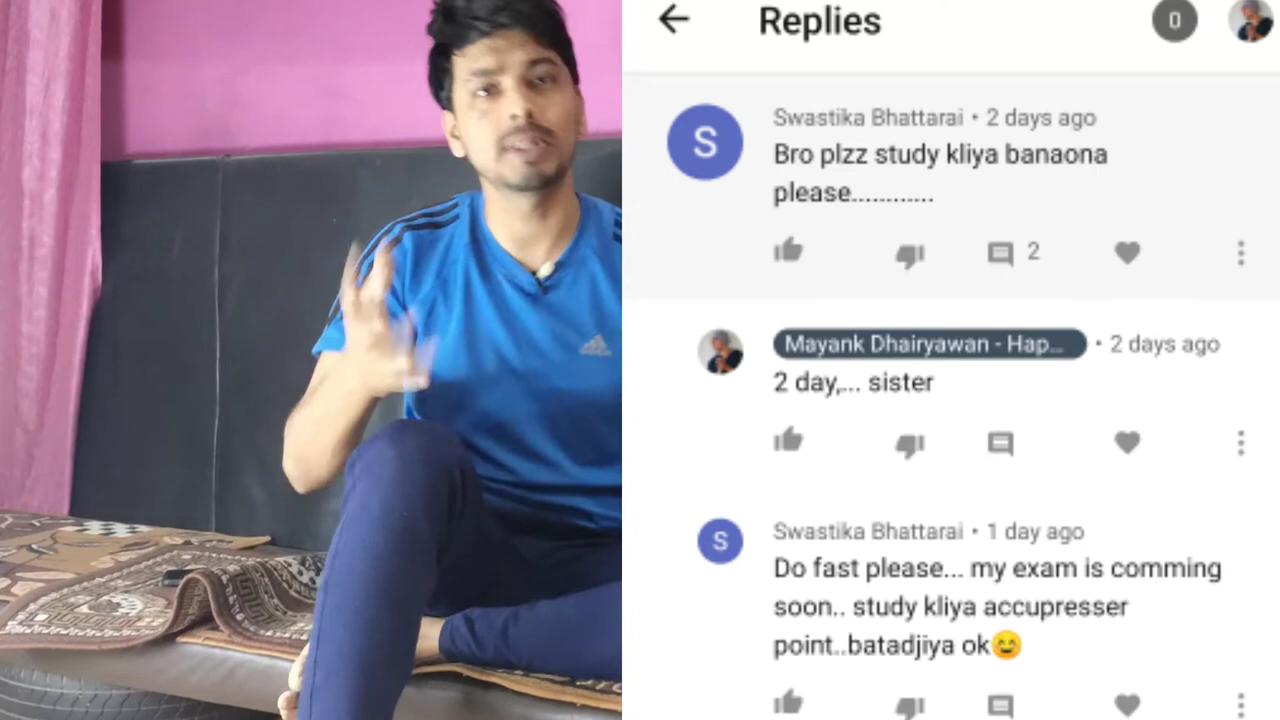 Replies
0
Swastika Bhattarai • 2 days ago
Bro plzz study kliya banaona
please............
2
Mayank Dhairyawan - Hap... • 2 days ago
2 day,... sister
Swastika Bhattarai • 1 day ago
Do fast please... my exam is comming
soon.. study kliya accupresser
point..batadjiya ok😊
S
S